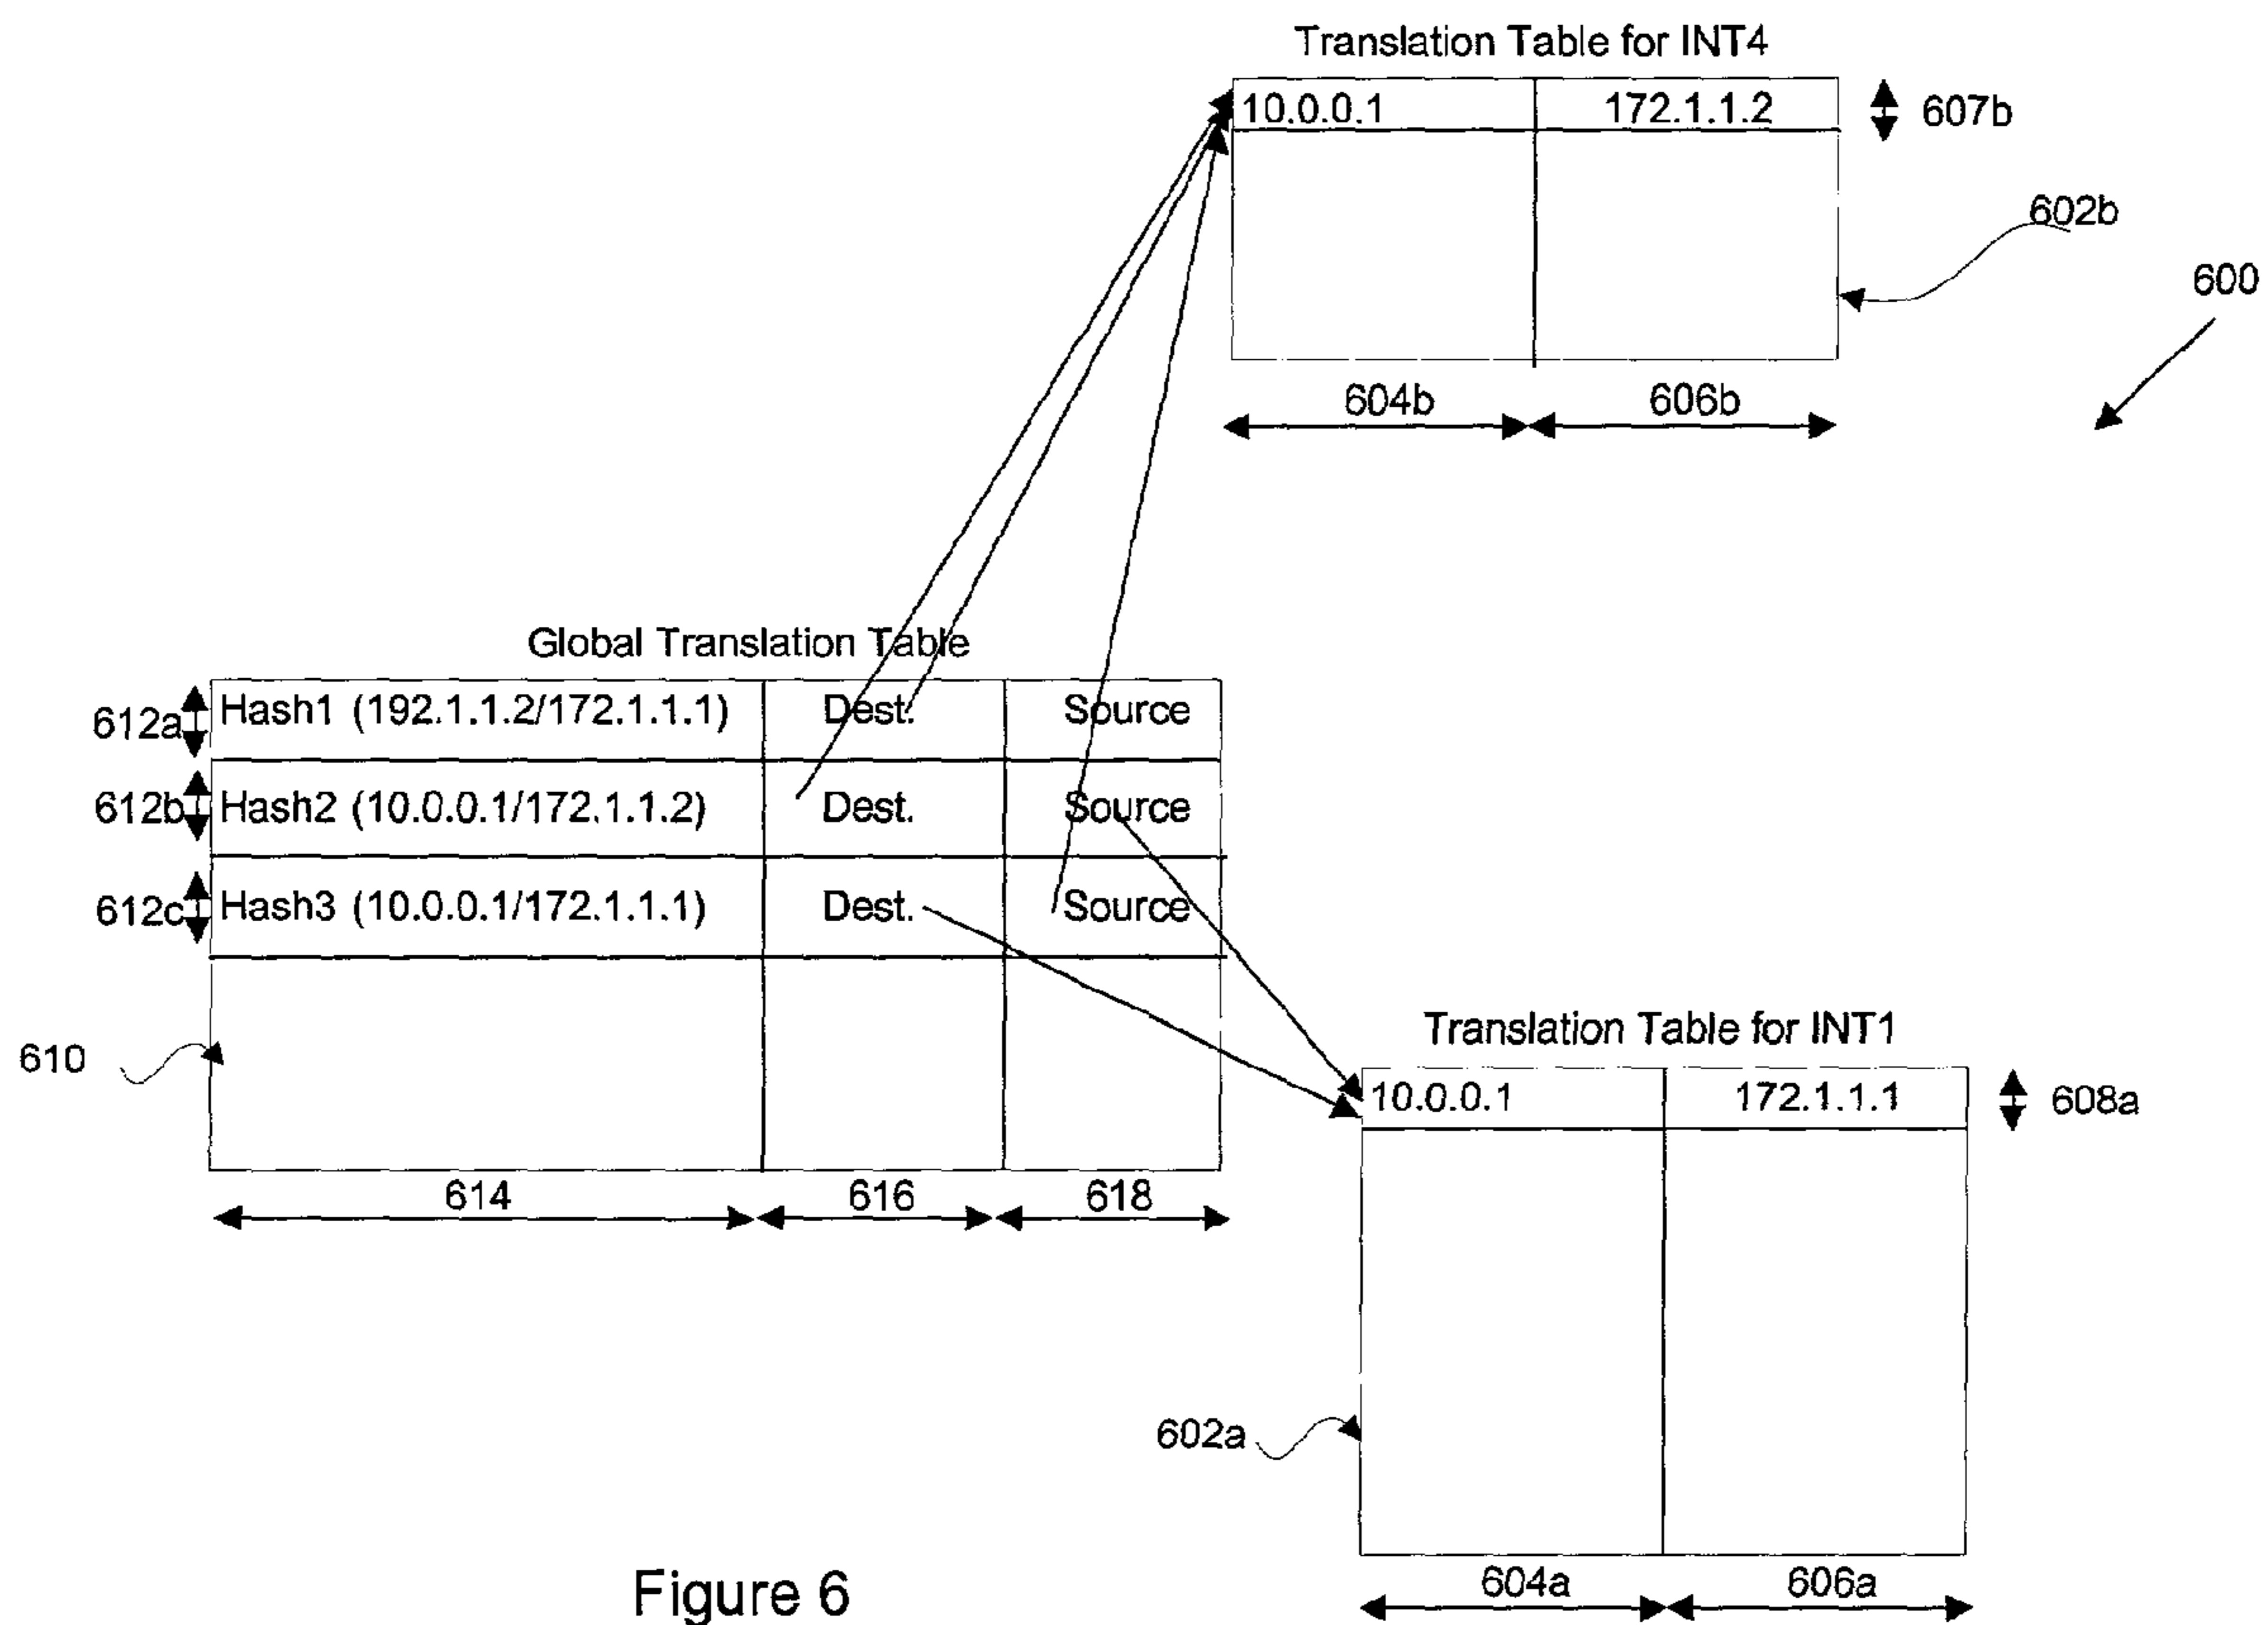 Translation Table for INT4
10.0.0.1 172.1.1.2 607b
602b
600
604b 606b
Global Translation Table
612a Hash1 (192.1.1.2/172.1.1.1) Dest. Source
612b Hash2 (10.0.0.1/172.1.1.2) Dest. Source
612c Hash3 (10.0.0.1/172.1.1.1) Dest. Source
610
614 616 618
Translation Table for INT1
10.0.0.1 172.1.1.1 608a
602a
604a 606a
Figure 6